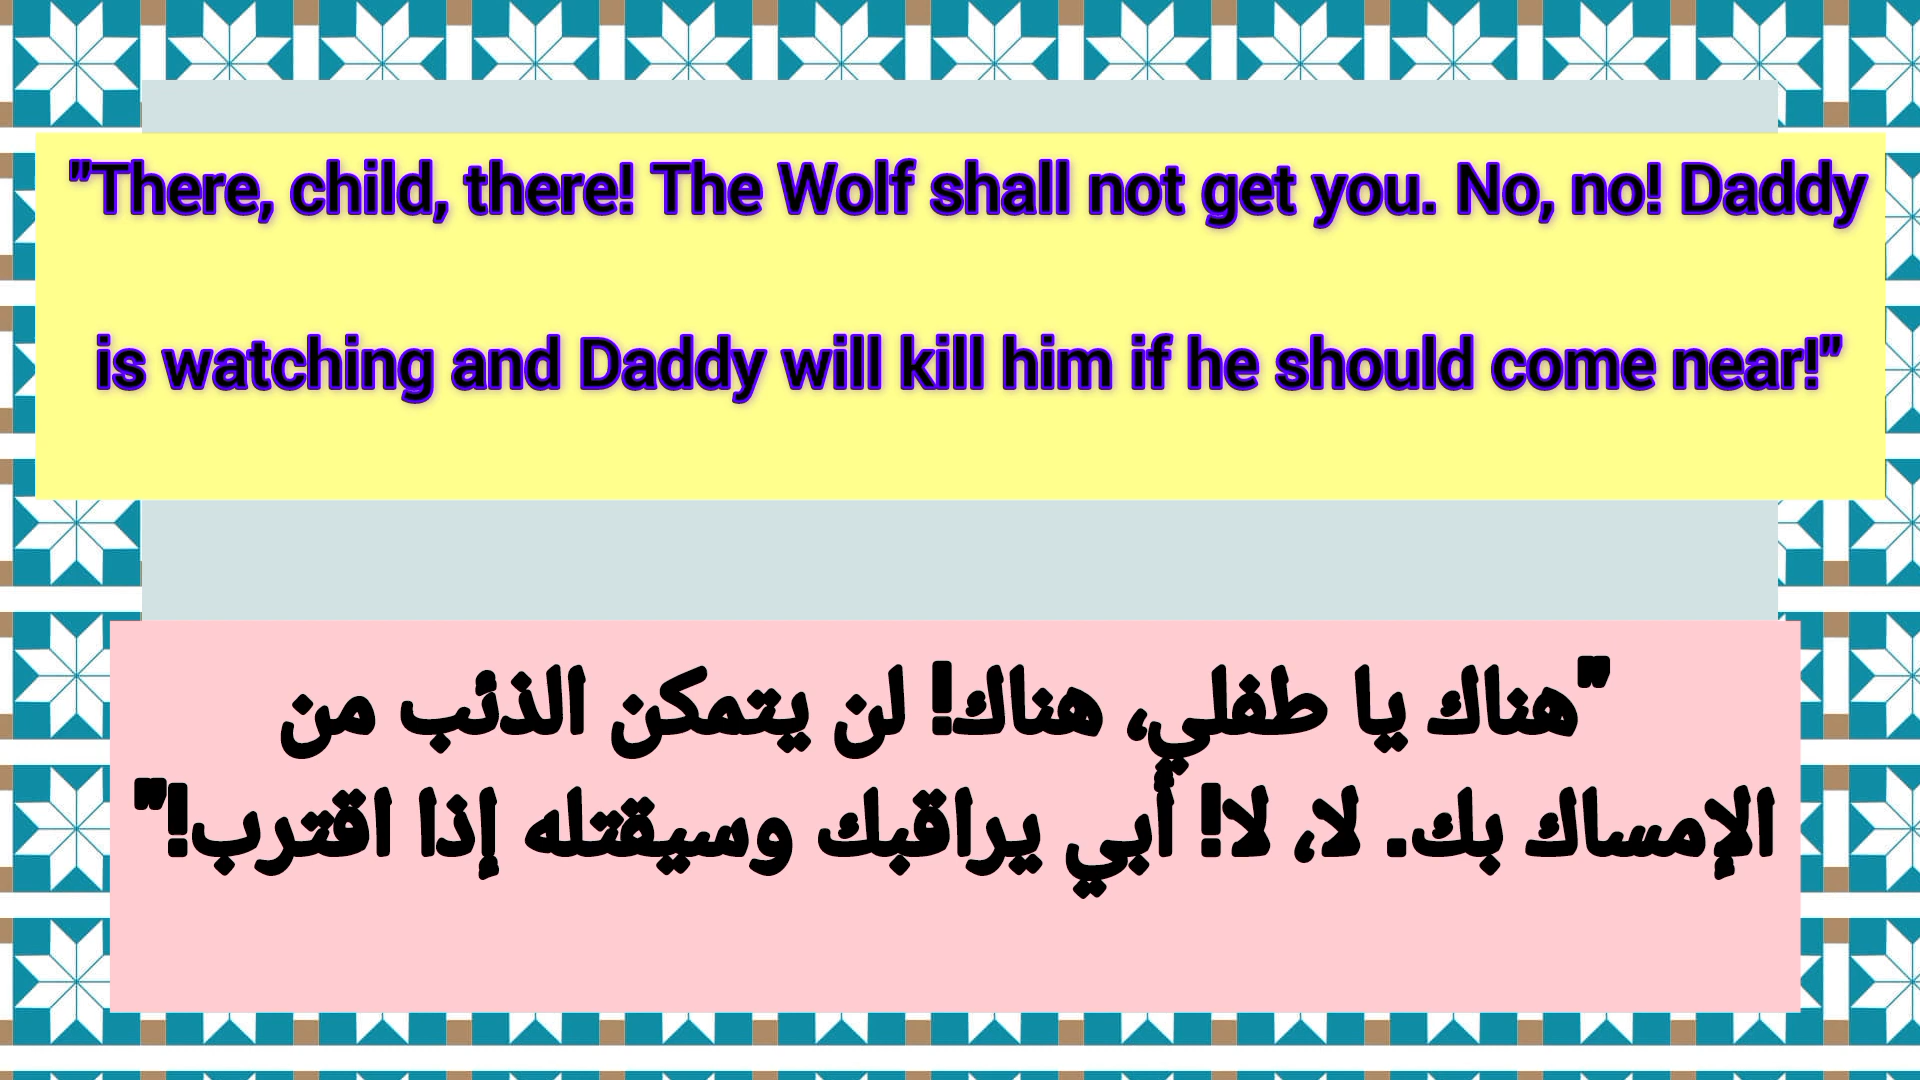 "There, child, there! The Wolf shall not get you. No, no! Daddy
is watching and Daddy will kill him if he should come near!"
"هناك يا طفلي، هناك! لن يتمكن الذئب من
الإمساك بك. لا، لا! أبي يراقبك وسيقتله إذا اقترب!"